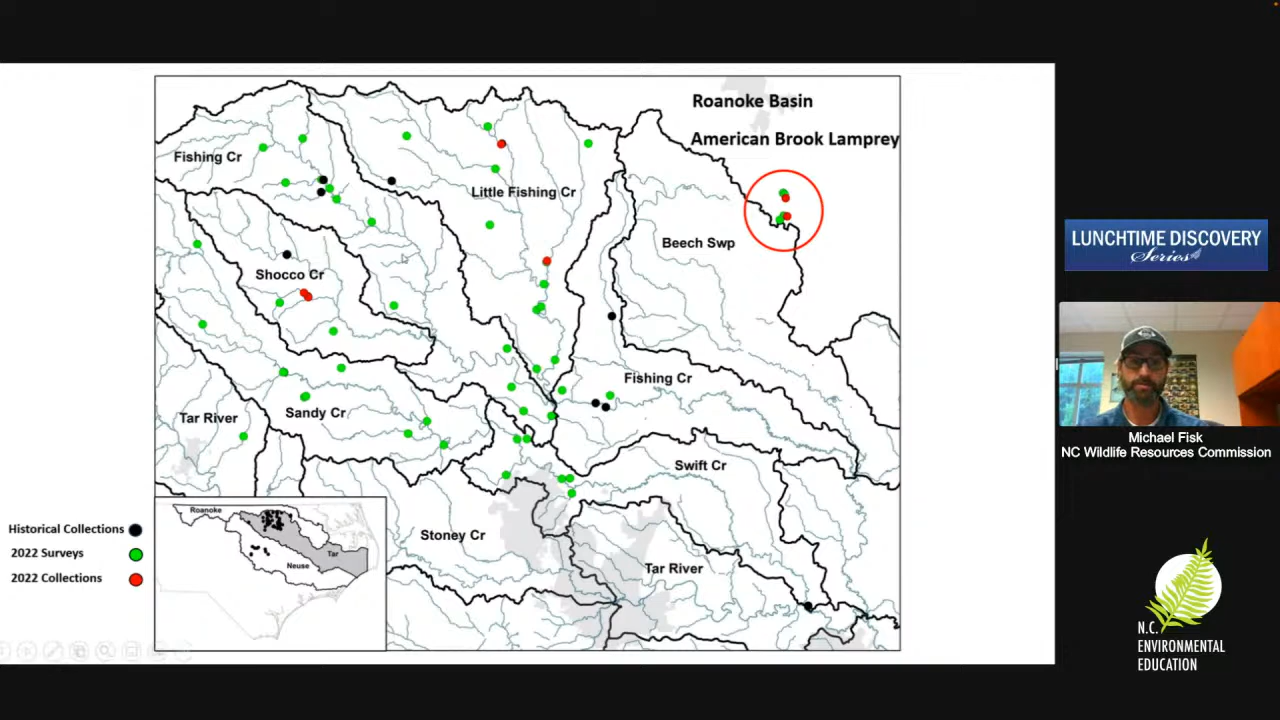 Roanoke Basin
American Brook Lamprey
Fishing Cr
Little Fishing Cr
Beech Swp
Shocco Cr
Fishing Cr
Tar River
Sandy Cr
Swift Cr
Stoney Cr
Tar River
Roanoke
Tar
Neuse
Historical Collections
2022 Surveys
2022 Collections
LUNCHTIME DISCOVERY
Series
Michael Fisk
NC Wildlife Resources Commission
N.C.
ENVIRONMENTAL
EDUCATION